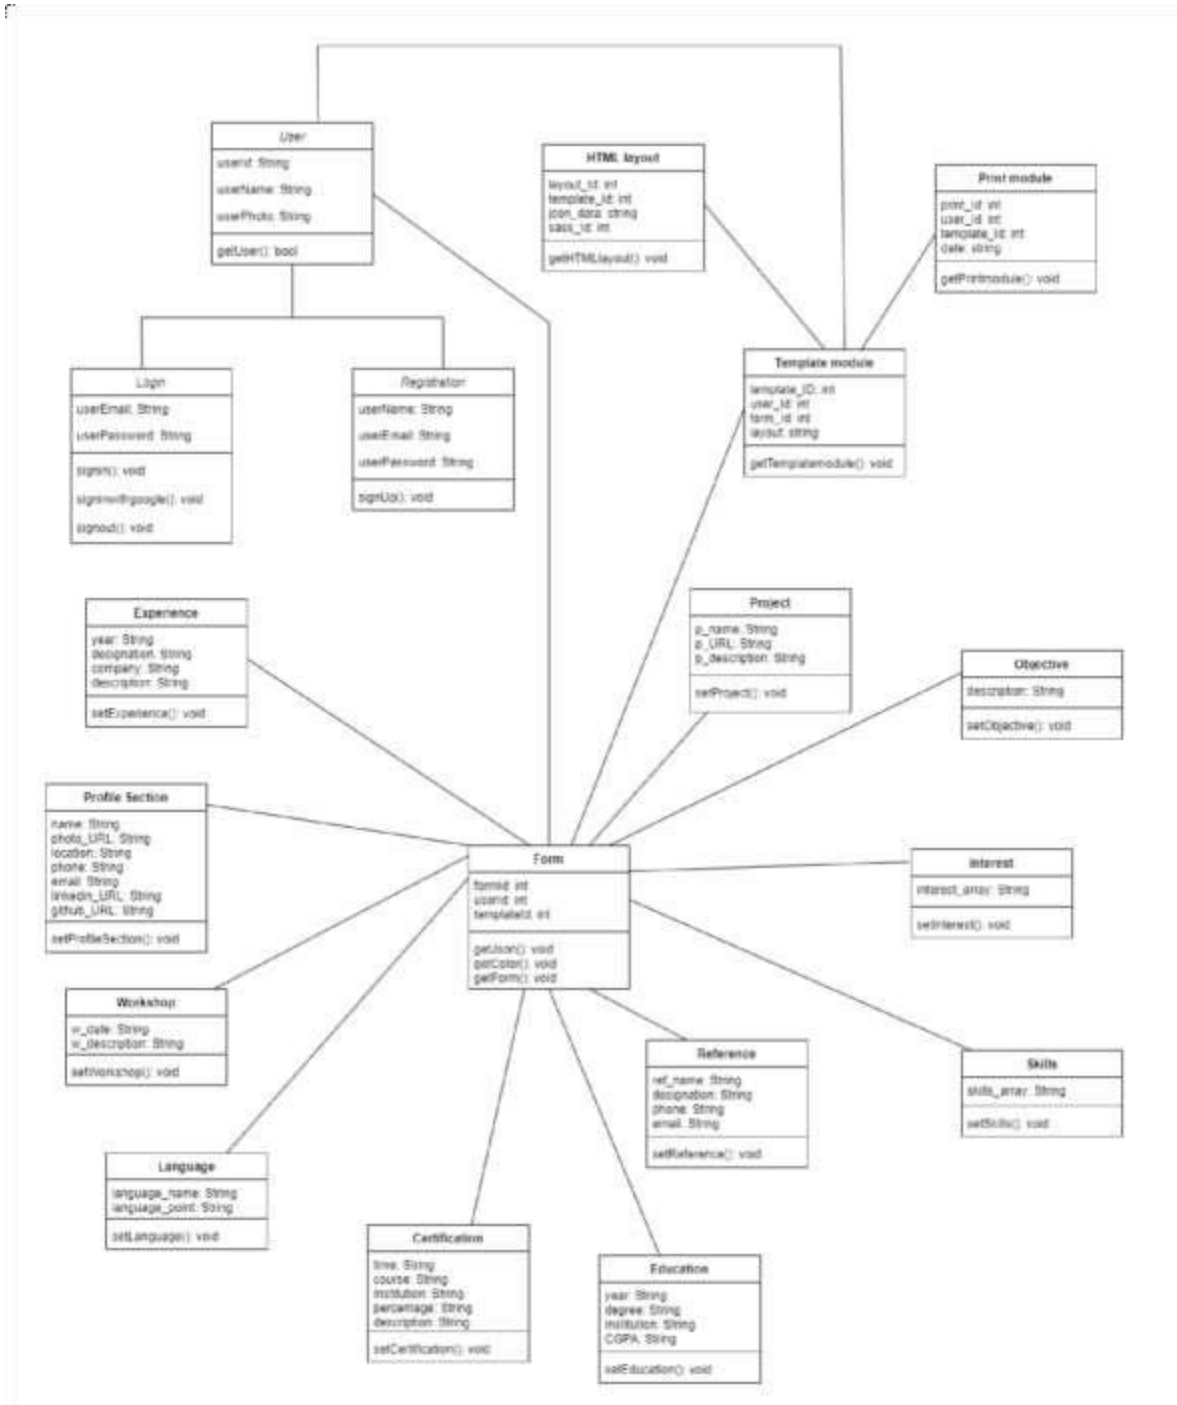 User
userId: String
userName: String
userPhoto: String
getUser(): bool
HTML layout
layout_Id: int
template_Id: int
json_data: string
sass_id: int
getHTMLlayout(): void
Print module
print_id: int
user_id: int
template_Id: int
date: string
getPrintmodule(): void
Template module
template_ID: int
user_Id: int
form_id: int
layout: string
getTemplatemodule(): void
Login
userEmail: String
userPassword: String
signIn(): void
signinwithgoogle(): void
signout(): void
Registration
userName: String
userEmail: String
userPassword: String
signUp(): void
Experience
year: String
designation: String
company: String
description: String
setExperience(): void
Project
p_name: String
p_URL: String
p_description: String
setProject(): void
Objective
description: String
setObjective(): void
Profile Section
name: String
photo_URL: String
location: String
phone: String
email: String
linkedin_URL: String
github_URL: String
setProfileSection(): void
Form
formId: int
userId: int
templateId: int
getJson(): void
getColor(): void
getForm(): void
Interest
interest_array: String
setInterest(): void
Workshop
w_date: String
w_description: String
setWorkshop(): void
Reference
ref_name: String
designation: String
phone: String
email: String
setReference(): void
Skills
skills_array: String
setSkills(): void
Language
language_name: String
language_point: String
setLanguage(): void
Certification
time: String
course: String
institution: String
percentage: String
description: String
setCertification(): void
Education
year: String
degree: String
institution: String
CGPA: String
setEducation(): void